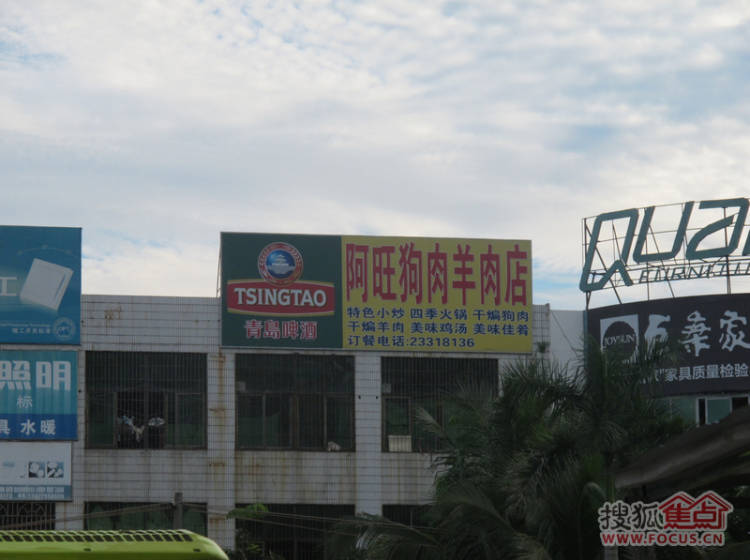 TSINGTAO
青島啤酒
阿旺狗肉羊肉店
特色小炒 四季火锅 干煸狗肉
干煸羊肉 美味鸡汤 美味佳肴
订餐电话:23318136
照明
标
具 水暖
QUA
JOYSUN
家具质量检验
搜狐焦点
WWW.FOCUS.CN